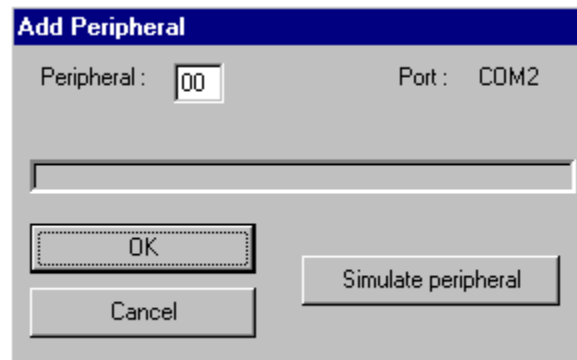 Add Peripheral
Peripheral : 00 Port : COM2
OK
Simulate peripheral
Cancel